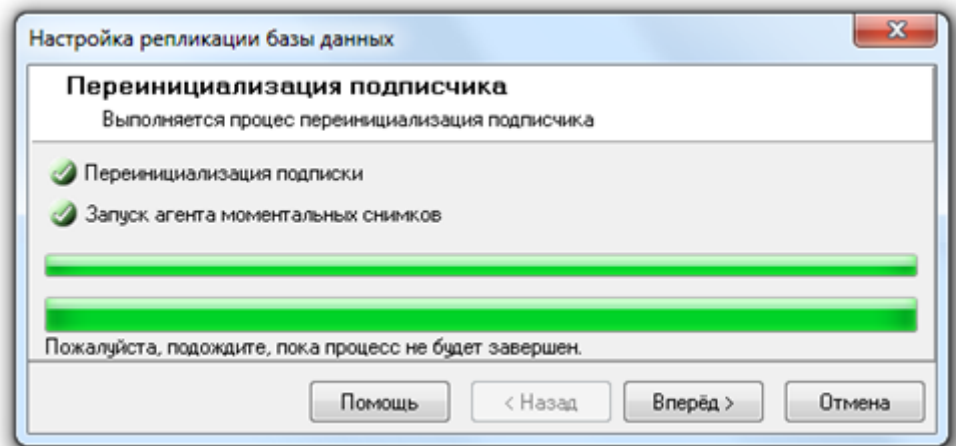 Настройка репликации базы данных
Переинициализация подписчика
Выполняется процес переинициализация подписчика
Переинициализация подписки
Запуск агента моментальных снимков
Пожалуйста, подождите, пока процесс не будет завершен.
Помощь
< Назад
Вперёд >
Отмена